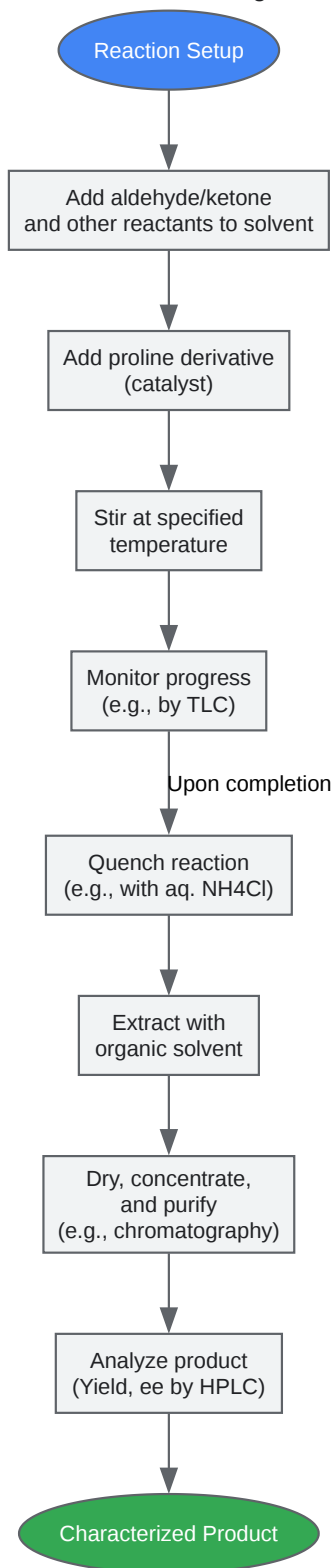 Reaction Setup
Add aldehyde/ketone
and other reactants to solvent
Add proline derivative
(catalyst)
Stir at specified
temperature
Monitor progress
(e.g., by TLC)
Upon completion
Quench reaction
(e.g., with aq. NH4Cl)
Extract with
organic solvent
Dry, concentrate,
and purify
(e.g., chromatography)
Analyze product
(Yield, ee by HPLC)
Characterized Product